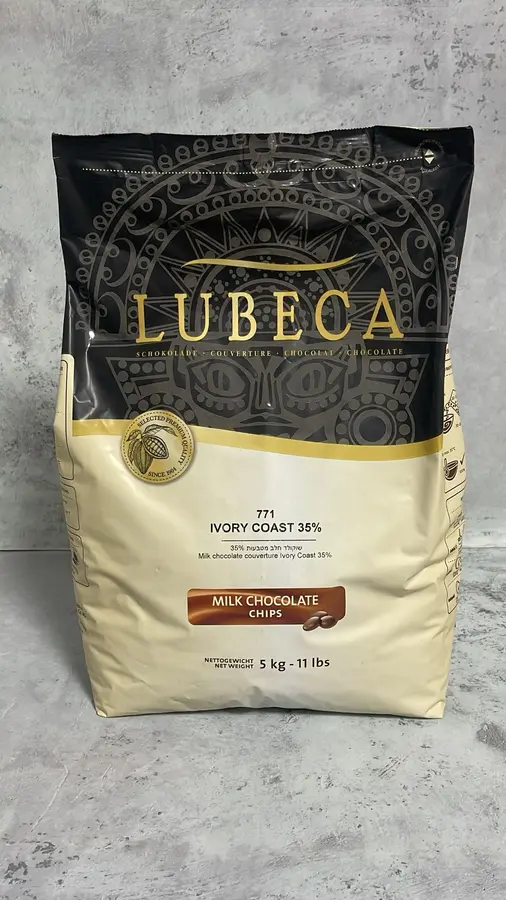 LUBECA
SCHOKOLADE · COUVERTURE · CHOCOLAT · CHOCOLATE
SELECTED PREMIUM QUALITY
SINCE 1904
771
IVORY COAST 35%
שוקולד חלב מטבעות 35%
Milk chocolate couverture Ivory Coast 35%
MILK CHOCOLATE
CHIPS
NETTOGEWICHT
NET WEIGHT 5 kg - 11 lbs